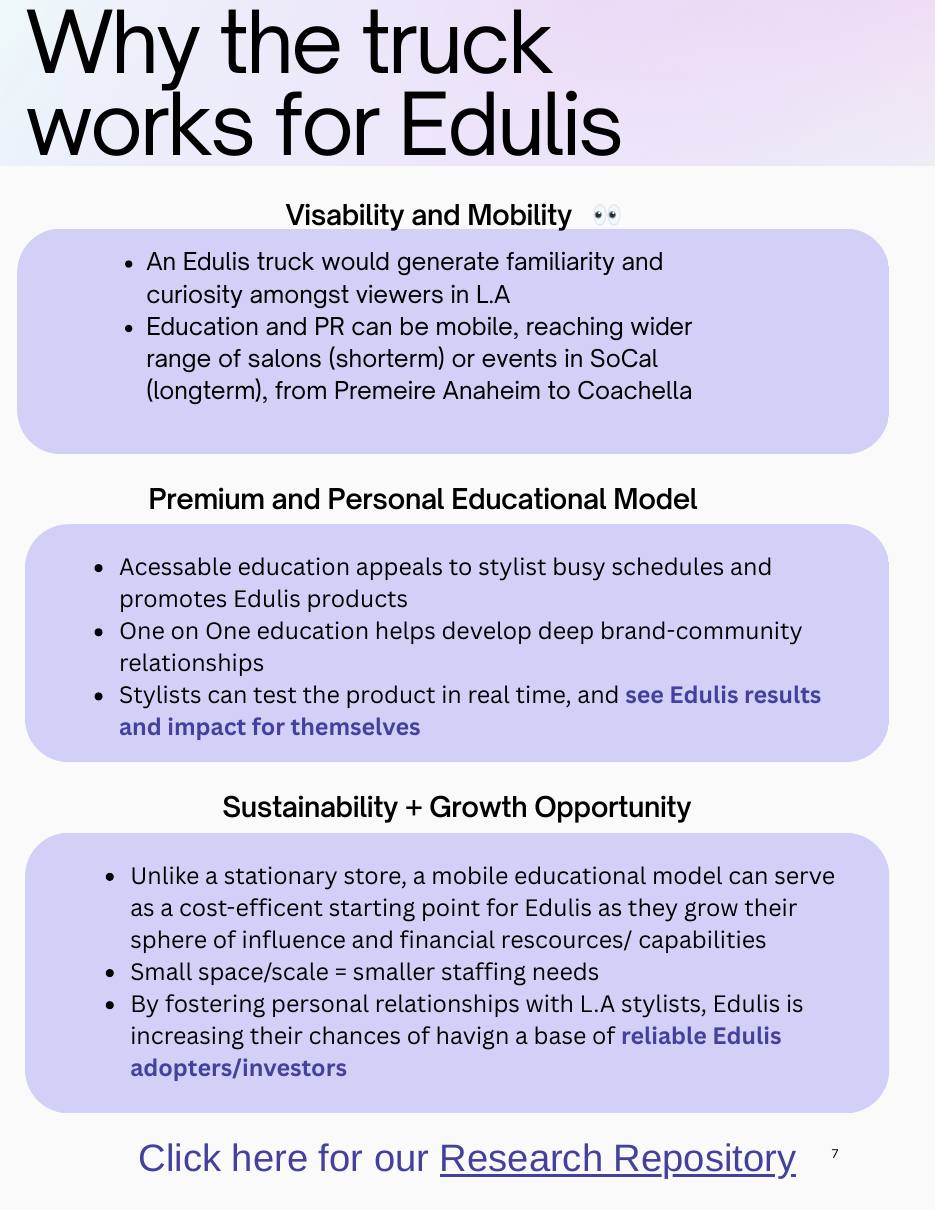 Why the truck
works for Edulis
Visability and Mobility 👀
• An Edulis truck would generate familiarity and
curiosity amongst viewers in L.A
• Education and PR can be mobile, reaching wider
range of salons (shorterm) or events in SoCal
(longterm), from Premeire Anaheim to Coachella
Premium and Personal Educational Model
• Acessable education appeals to stylist busy schedules and
promotes Edulis products
• One on One education helps develop deep brand-community
relationships
• Stylists can test the product in real time, and see Edulis results
and impact for themselves
Sustainability + Growth Opportunity
• Unlike a stationary store, a mobile educational model can serve
as a cost-efficent starting point for Edulis as they grow their
sphere of influence and financial rescources/ capabilities
• Small space/scale = smaller staffing needs
• By fostering personal relationships with L.A stylists, Edulis is
increasing their chances of havign a base of reliable Edulis
adopters/investors
Click here for our Research Repository
7